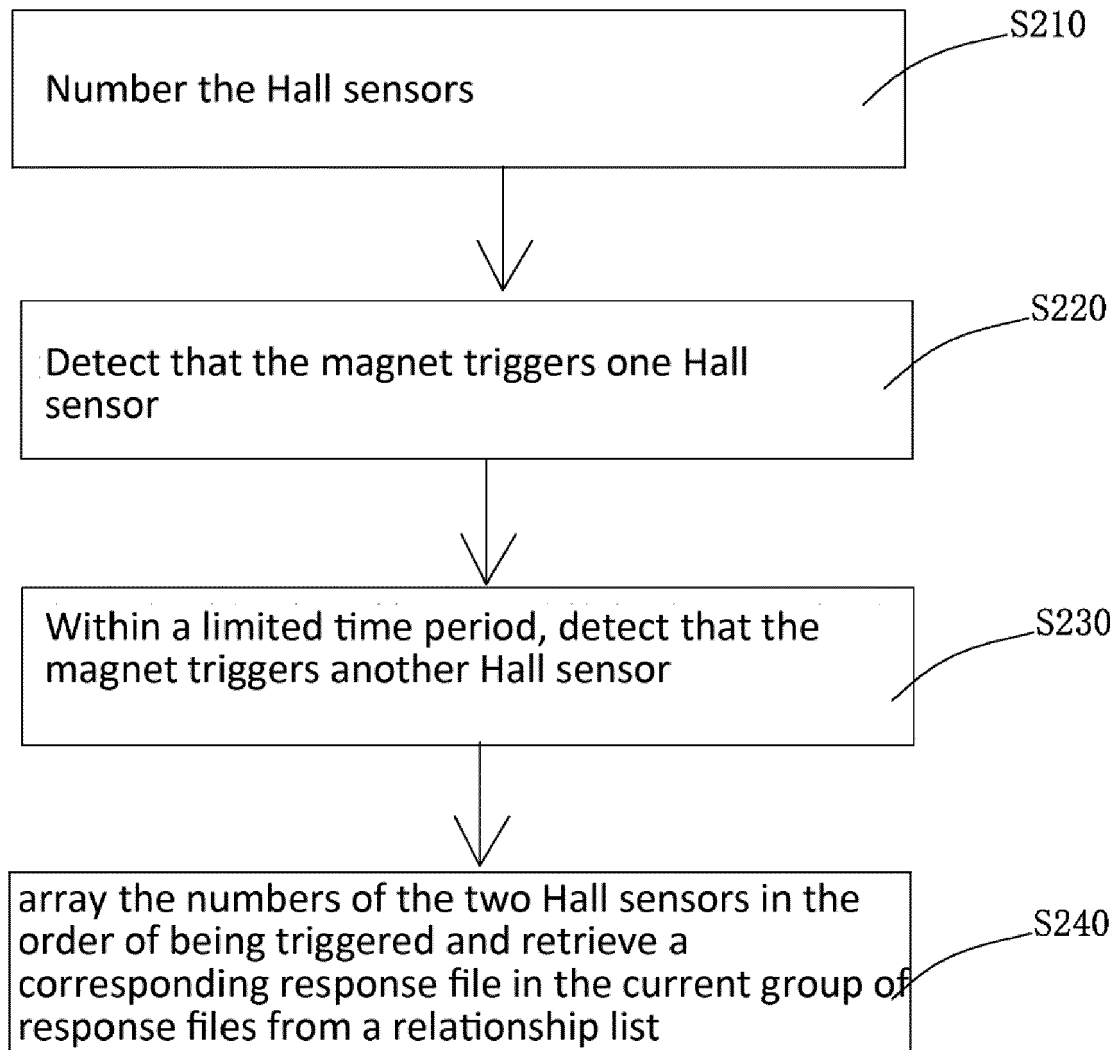 S210
Number the Hall sensors
S220
Detect that the magnet triggers one Hall
sensor
S230
Within a limited time period, detect that the
magnet triggers another Hall sensor
S240
array the numbers of the two Hall sensors in the
order of being triggered and retrieve a
corresponding response file in the current group of
response files from a relationship list